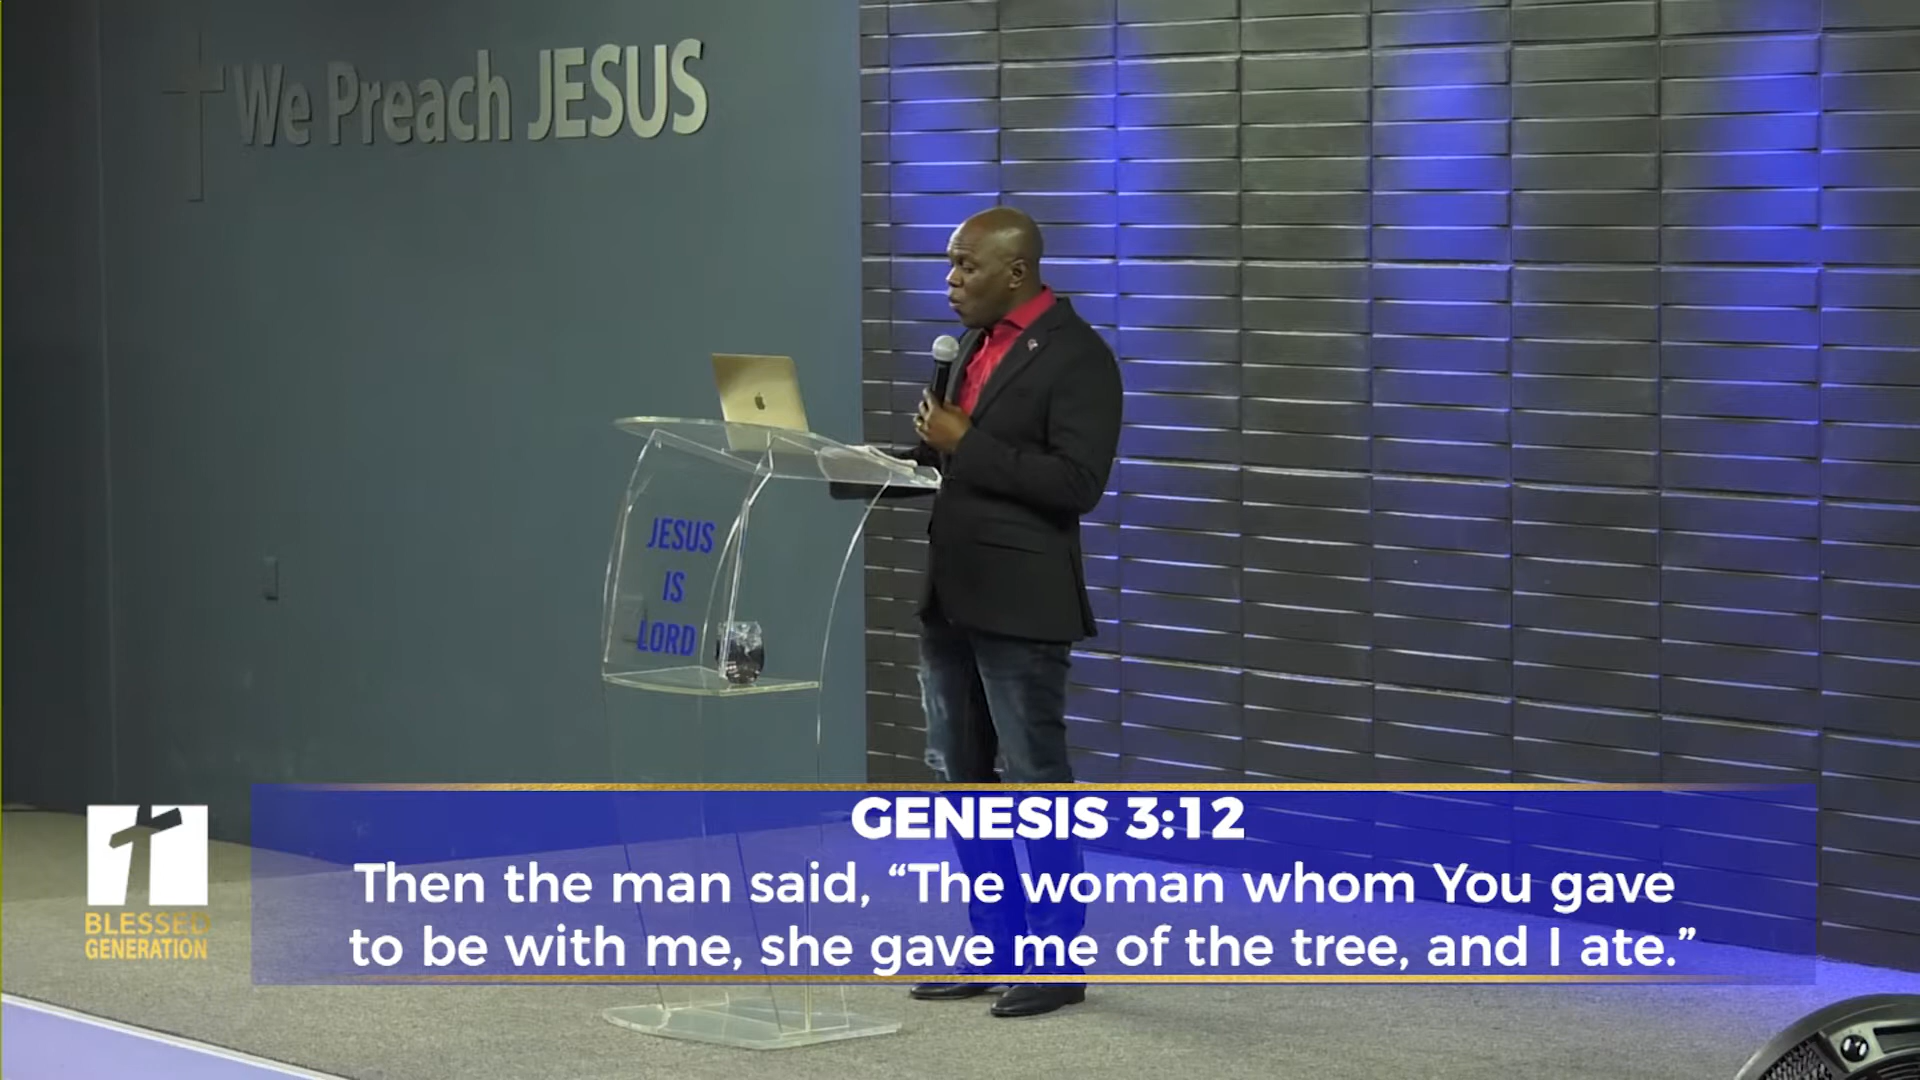 We Preach JESUS
JESUS
IS
LORD
GENESIS 3:12
Then the man said, “The woman whom You gave
to be with me, she gave me of the tree, and I ate.”
BLESSED
GENERATION